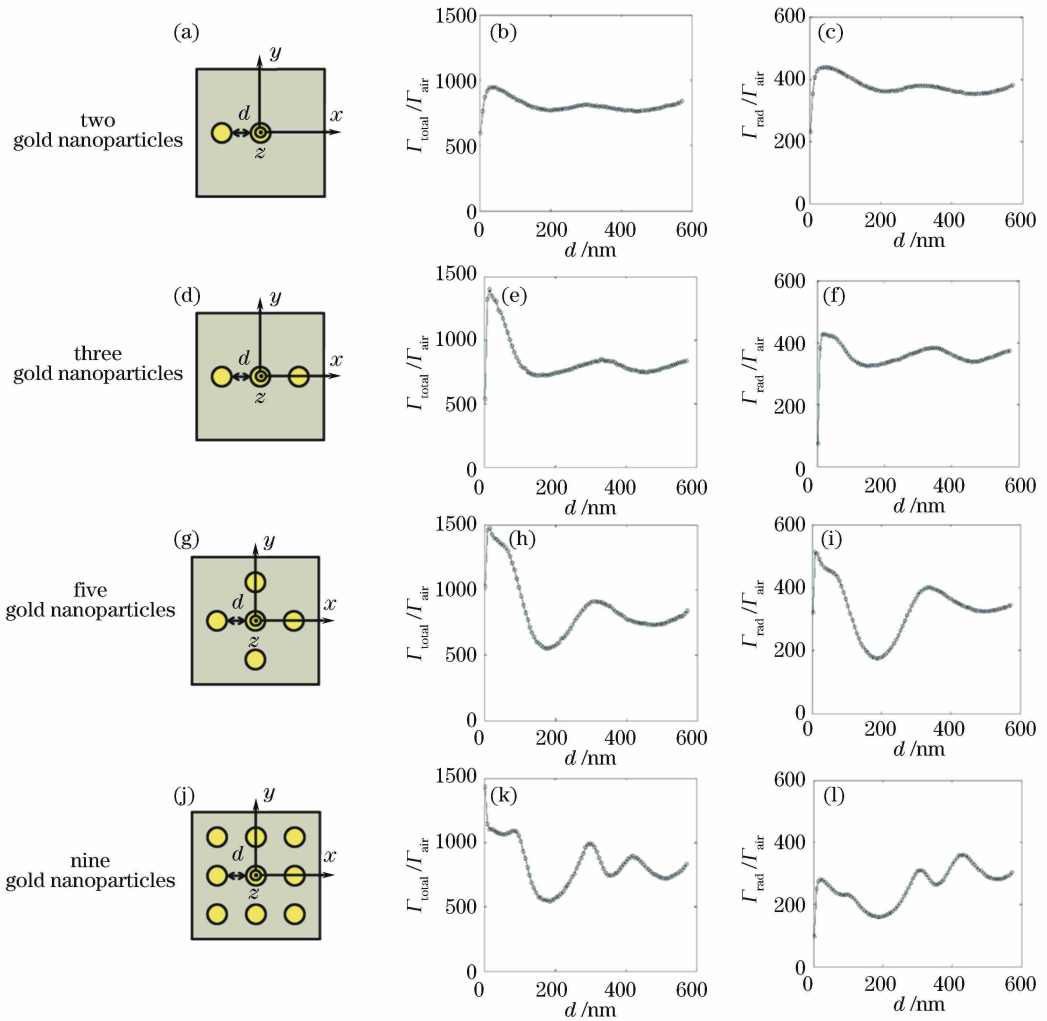 (a)
y
d
x
z
two
gold nanoparticles
(b)
1500
1000
500
0
Γtotal /Γair
0
200
400
600
d /nm
(c)
600
400
200
0
Γrad /Γair
0
200
400
600
d /nm
(d)
y
d
x
z
three
gold nanoparticles
(e)
1500
1000
500
0
Γtotal /Γair
0
200
400
600
d /nm
(f)
600
400
200
0
Γrad /Γair
0
200
400
600
d /nm
(g)
y
d
x
z
five
gold nanoparticles
(h)
1500
1000
500
0
Γtotal /Γair
0
200
400
600
d /nm
(i)
600
400
200
0
Γrad /Γair
0
200
400
600
d /nm
(j)
y
d
x
z
nine
gold nanoparticles
(k)
1500
1000
500
0
Γtotal /Γair
0
200
400
600
d /nm
(l)
600
400
200
0
Γrad /Γair
0
200
400
600
d /nm